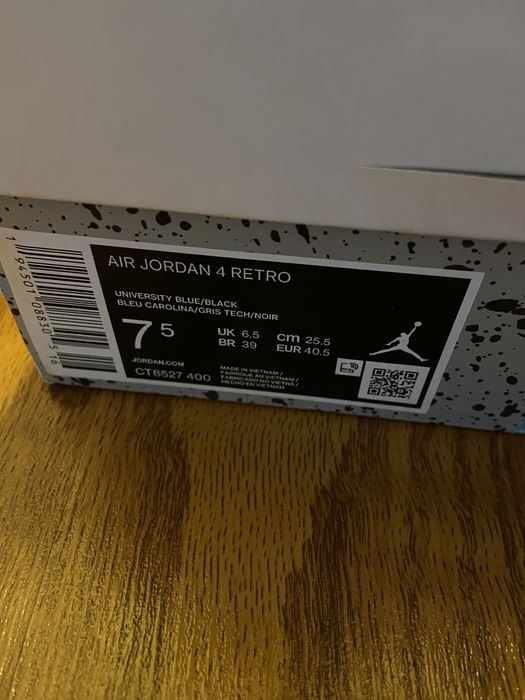 AIR JORDAN 4 RETRO
UNIVERSITY BLUE/BLACK
BLEU CAROLINA/GRIS TECH/NOIR
7 5
UK 6.5 cm 25.5
BR 39 EUR 40.5
JORDAN.COM
CT8527 400
MADE IN VIETNAM /
FABRIQUE AU VIETNAM /
FABRICADO NO VIETNÃ /
HECHO EN VIETNAM